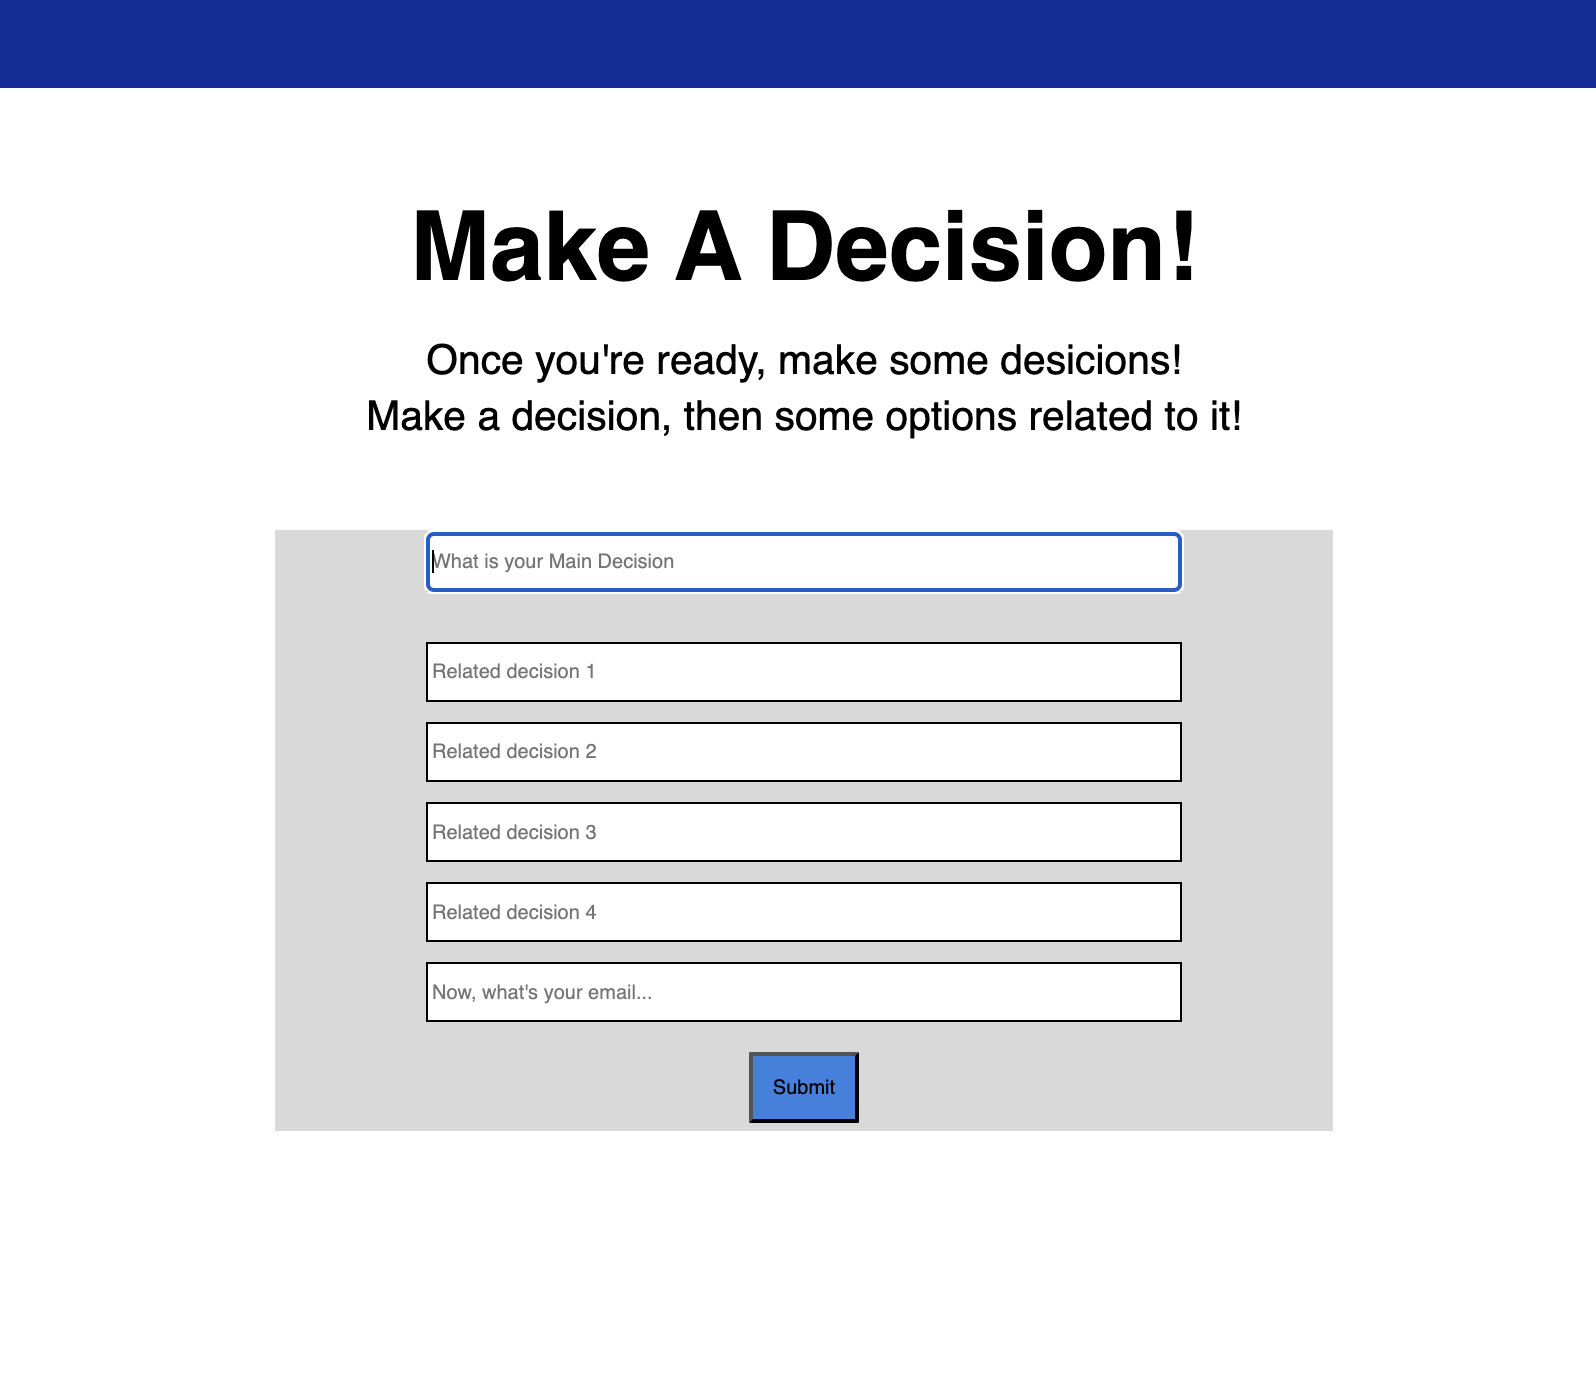 Make A Decision!
Once you're ready, make some desicions!
Make a decision, then some options related to it!
What is your Main Decision
Related decision 1
Related decision 2
Related decision 3
Related decision 4
Now, what's your email...
Submit